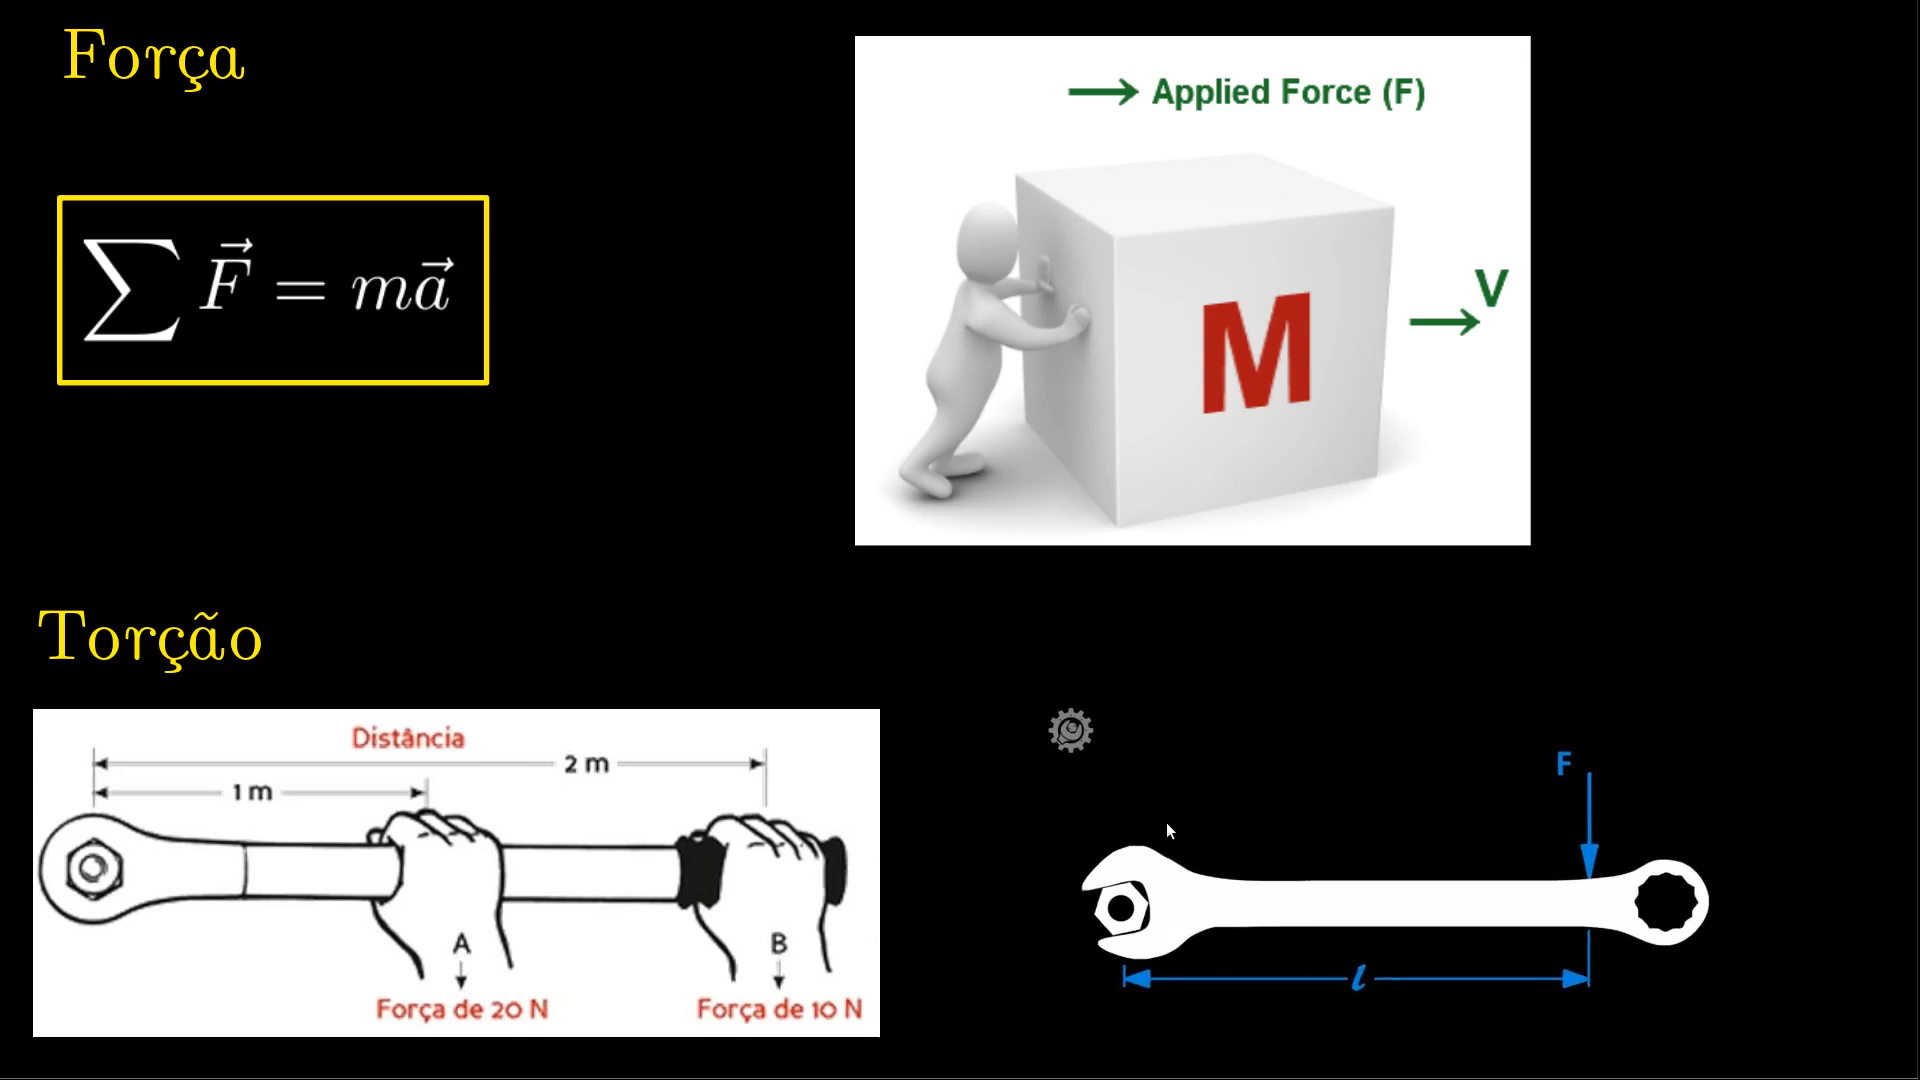 Força
Applied Force (F)
∑ F⃗ = ma⃗
M
V
Torção
Distância
2 m
1 m
A
B
Força de 20 N
Força de 10 N
F
l